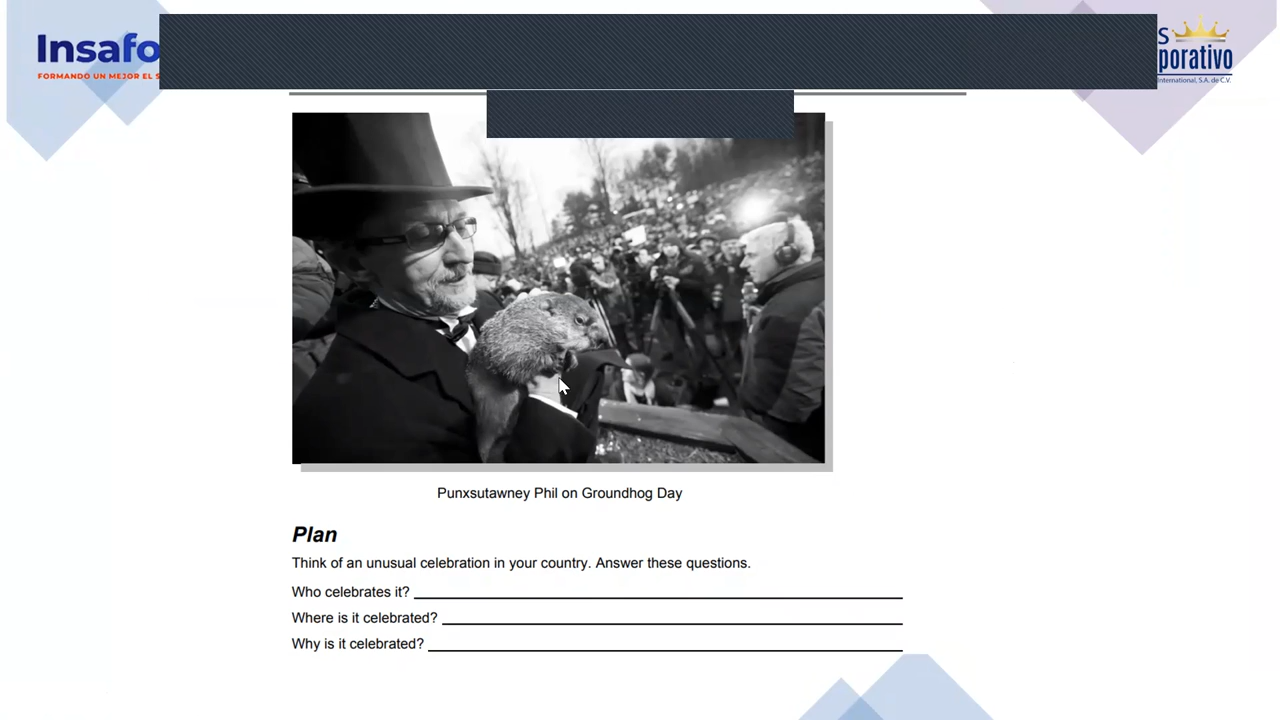 Insafo
FORMANDO UN MEJOR EL S
S
porativo
International, S.A. de C.V.
Punxsutawney Phil on Groundhog Day
Plan
Think of an unusual celebration in your country. Answer these questions.
Who celebrates it?
Where is it celebrated?
Why is it celebrated?